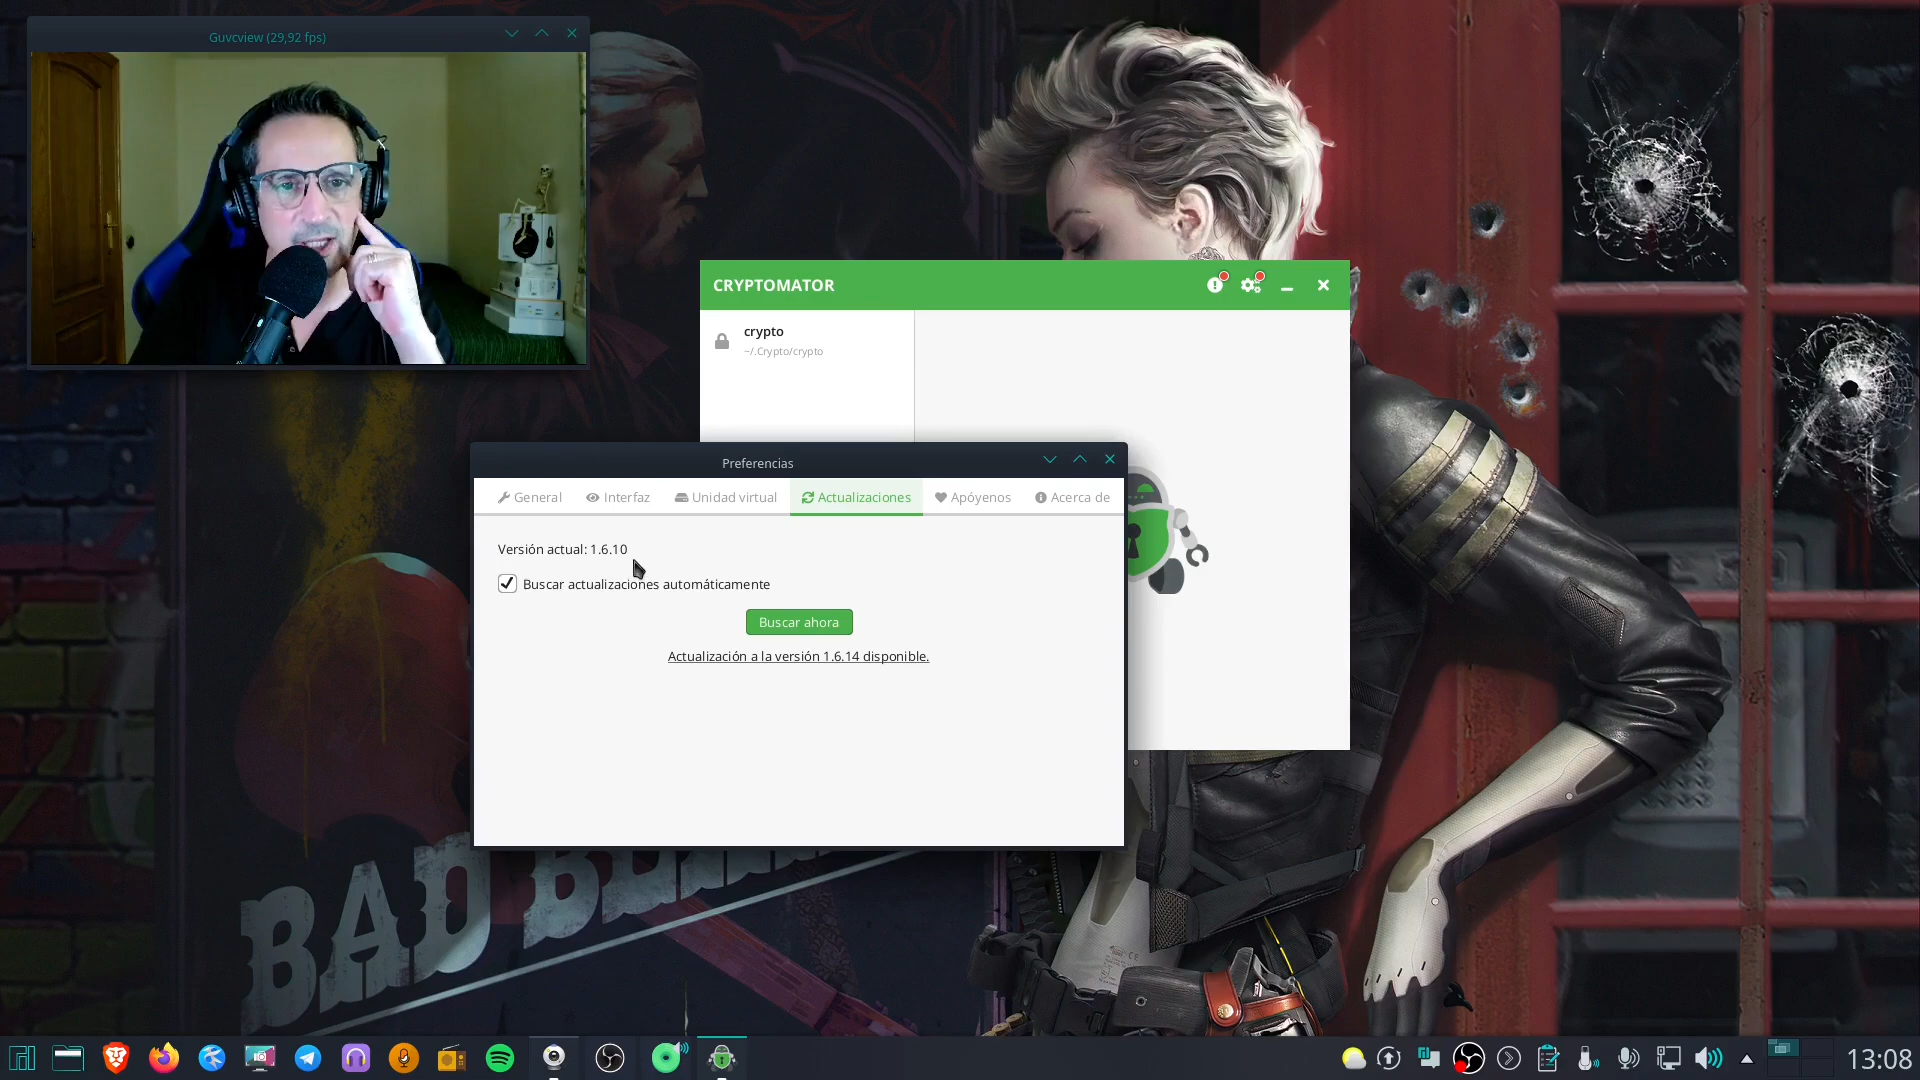 Guvcview (29,92 fps)
CRYPTOMATOR
crypto
~/.Crypto/crypto
Preferencias
General
Interfaz
Unidad virtual
Actualizaciones
Apóyenos
Acerca de
Versión actual: 1.6.10
Buscar actualizaciones automáticamente
Buscar ahora
Actualización a la versión 1.6.14 disponible.
BAD
13:08